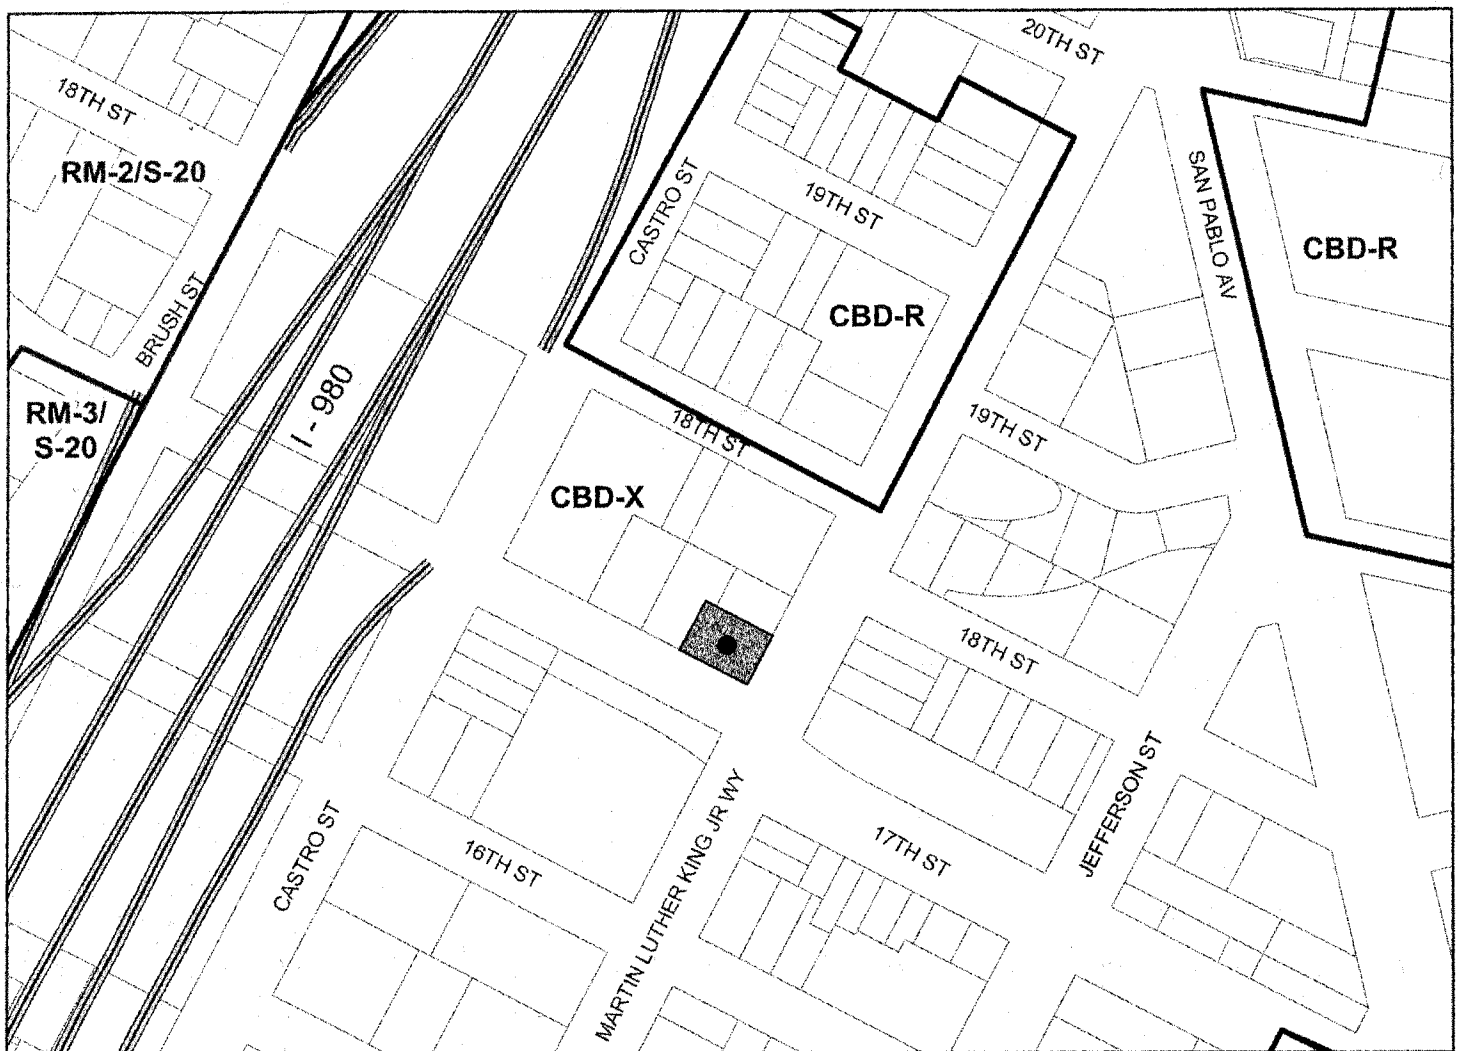 20TH ST
18TH ST
RM-2/S-20
CASTRO ST
SAN PABLO AV
19TH ST
CBD-R
BRUSH ST
CBD-R
I - 980
RM-3/
S-20
18TH ST
19TH ST
CBD-X
18TH ST
JEFFERSON ST
MARTIN LUTHER KING JR WY
CASTRO ST
16TH ST
17TH ST